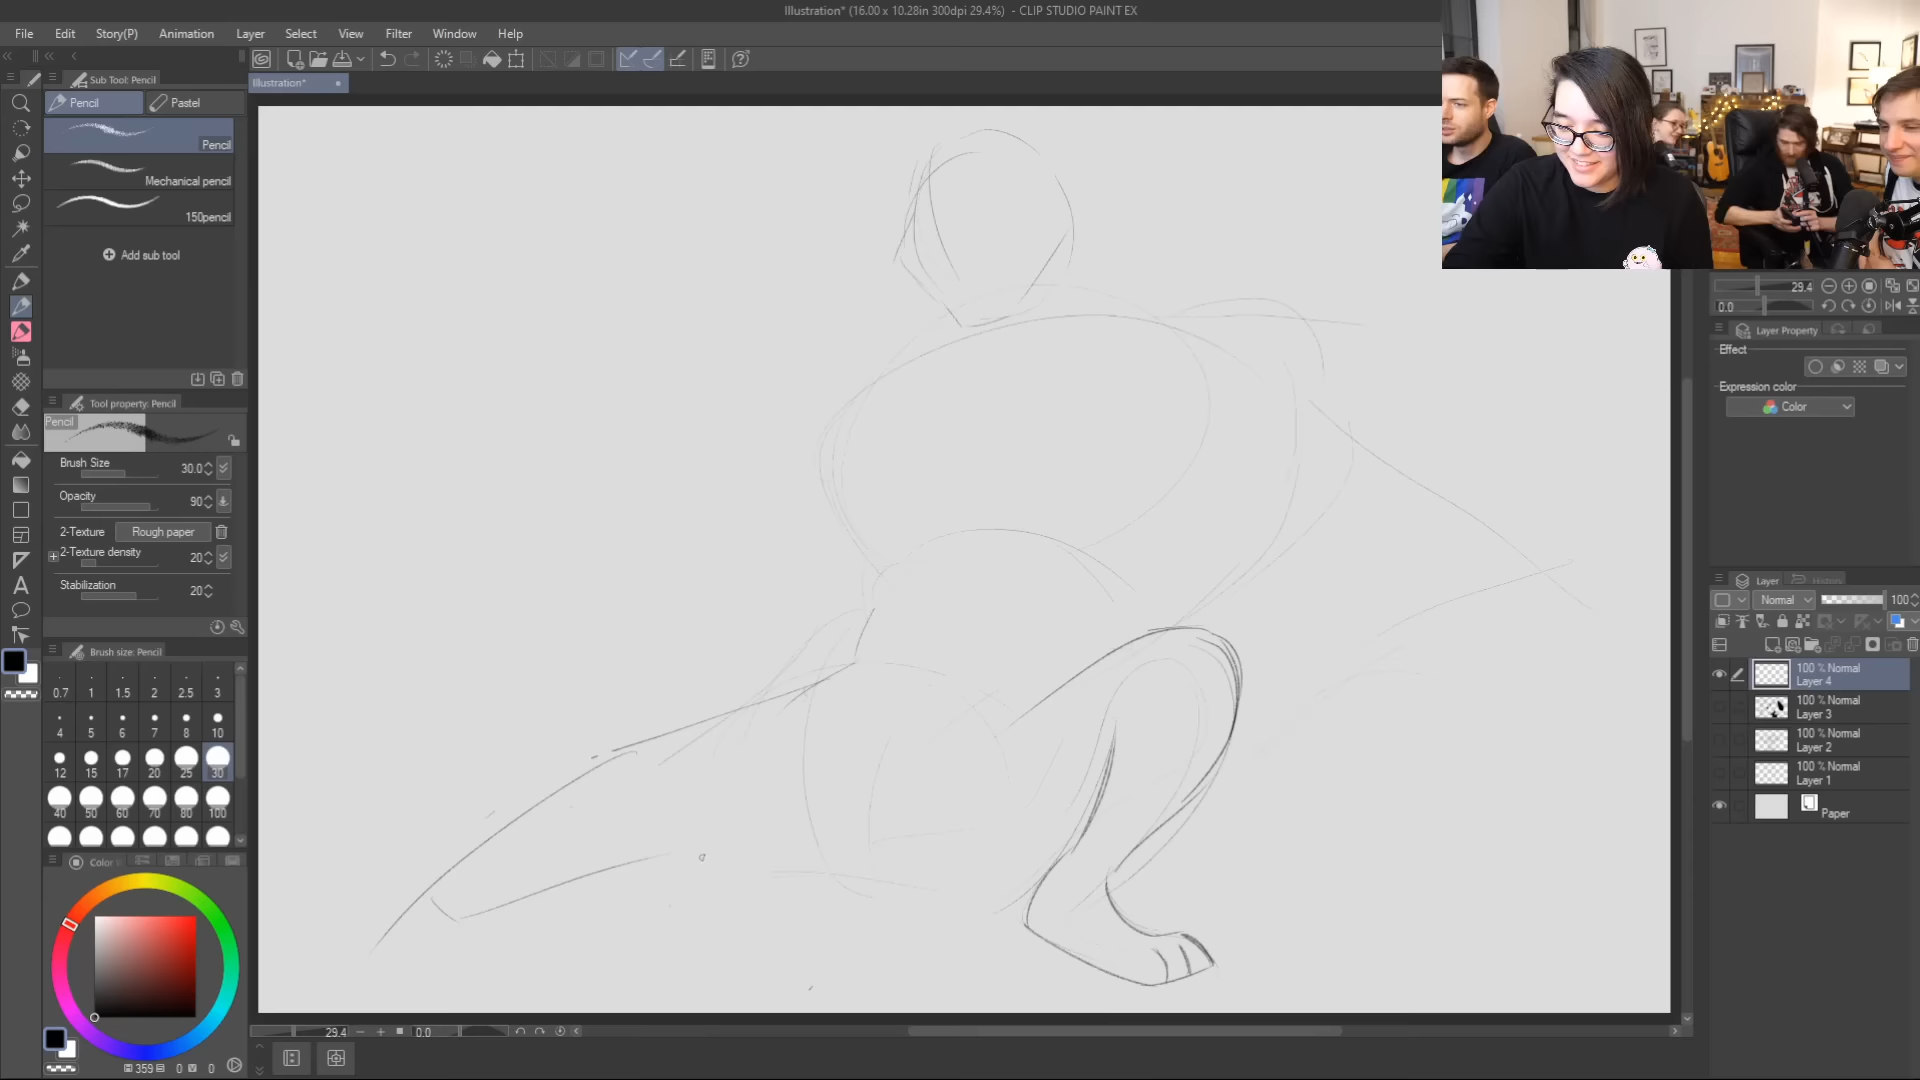 Illustration* (16.00 x 10.28in 300dpi 29.4%) - CLIP STUDIO PAINT EX
File Edit Story(P) Animation Layer Select View Filter Window Help
Sub Tool: Pencil
Illustration*
Pencil Pastel
Pencil
Mechanical pencil
150pencil
Add sub tool
Tool property: Pencil
Pencil
Brush Size 30.0
Opacity 90
2-Texture Rough paper
2-Texture density 20
Stabilization 20
Brush size: Pencil
0.7 1 1.5 2 2.5 3
4 5 6 7 8 10
12 15 17 20 25 30
40 50 60 70 80 100
Color
359 0 0
29.4 0.0
29.4
0.0
Layer Property
Effect
Expression color
Color
Layer History
Normal 100
100 % Normal
Layer 4
100 % Normal
Layer 3
100 % Normal
Layer 2
100 % Normal
Layer 1
Paper